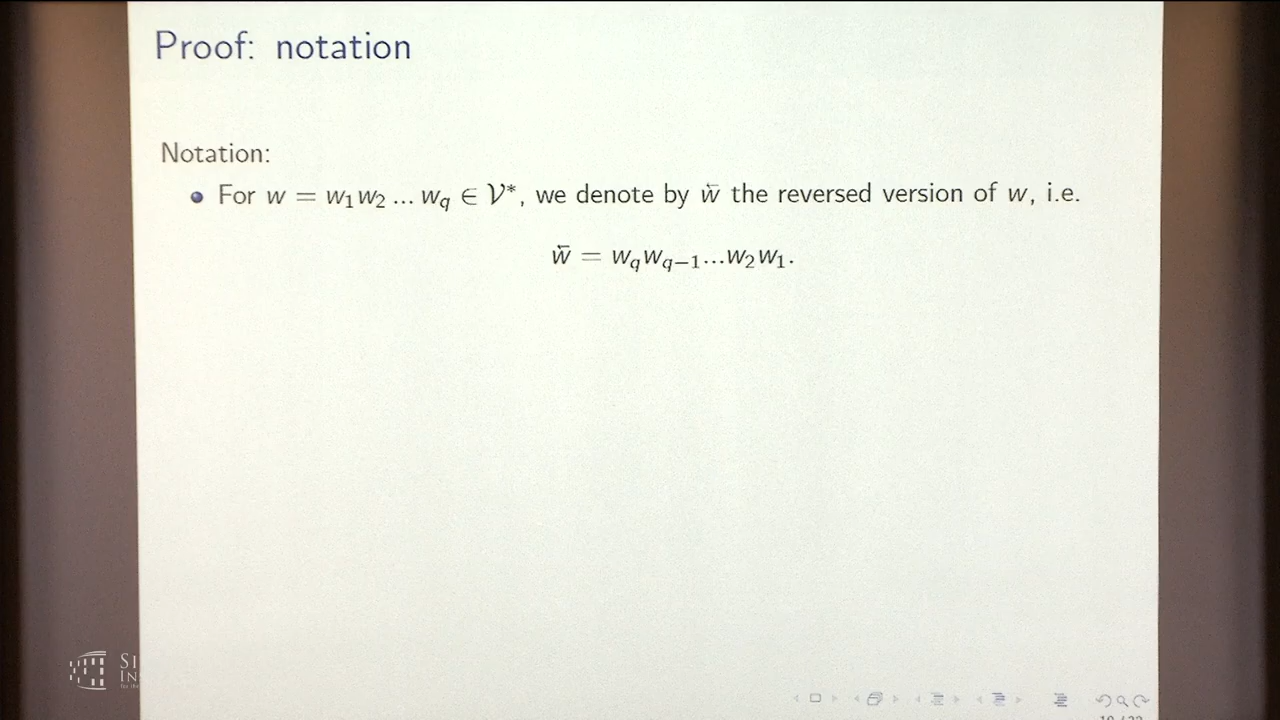 Proof: notation
Notation:
For w = w₁w₂ ... w_q ∈ 𝒱*, we denote by w⃖ the reversed version of w, i.e.
w⃖ = w_q w_{q−1}...w₂w₁.